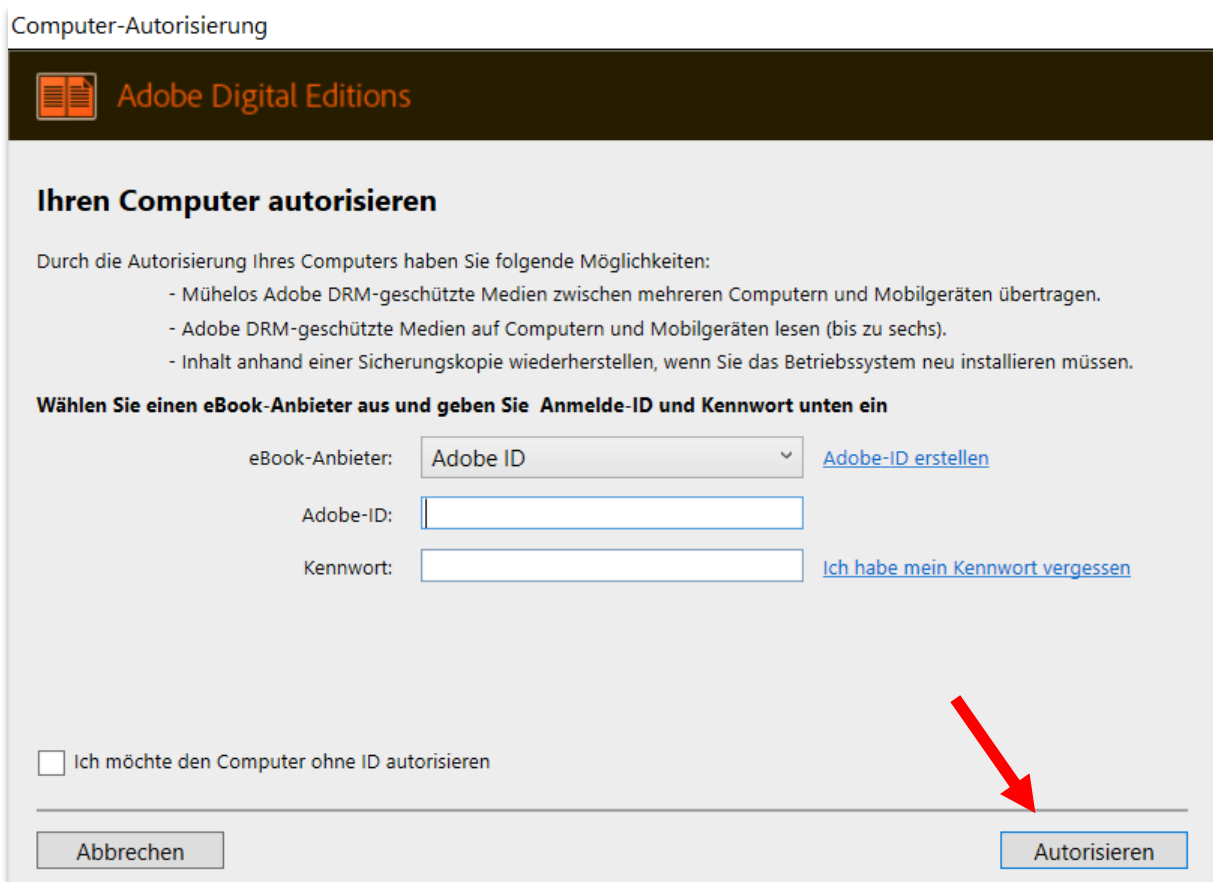 Computer-Autorisierung
Adobe Digital Editions
Ihren Computer autorisieren
Durch die Autorisierung Ihres Computers haben Sie folgende Möglichkeiten:
- Mühelos Adobe DRM-geschützte Medien zwischen mehreren Computern und Mobilgeräten übertragen.
- Adobe DRM-geschützte Medien auf Computern und Mobilgeräten lesen (bis zu sechs).
- Inhalt anhand einer Sicherungskopie wiederherstellen, wenn Sie das Betriebssystem neu installieren müssen.
Wählen Sie einen eBook-Anbieter aus und geben Sie  Anmelde-ID und Kennwort unten ein
eBook-Anbieter: Adobe ID Adobe-ID erstellen
Adobe-ID:
Kennwort: Ich habe mein Kennwort vergessen
Ich möchte den Computer ohne ID autorisieren
Abbrechen Autorisieren